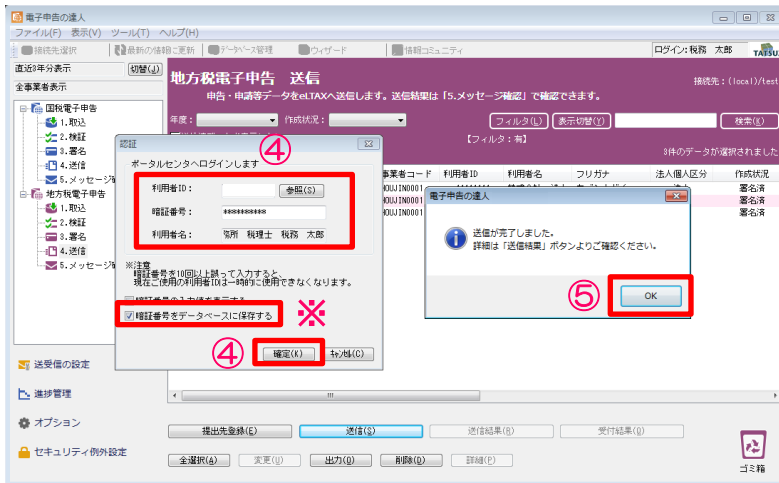 電子申告の達人
ファイル(F) 表示(V) ツール(T) ヘルプ(H)
接続先選択 最新の情報に更新 データベース管理 ウィザード 情報コミュニティ ログイン:税務 太郎 TATSU
直近3年分表示 切替(J)
全事業者表示
国税電子申告
1.取込
2.検証
3.署名
4.送信
5.メッセージ確
地方税電子申告
1.取込
2.検証
3.署名
4.送信
5.メッセージ確
送受信の設定
進捗管理
オプション
セキュリティ例外設定
地方税電子申告 送信
接続先:(local)/test
申告・申請等データをeLTAXへ送信します。送信結果は「5.メッセージ確認」で確認できます。
年度: 作成状況: フィルタ(L) 表示切替(Y) 検索(K)
【フィルタ:有】
3件のデータが選択されました
事業者コード 利用者ID 利用者名 フリガナ 法人個人区分 作成状況
HOUJIN0001 署名済
HOUJIN0001 署名済
HOUJIN0001 署名済
認証
④
ポータルセンタへログインします
利用者ID: 参照(S)
暗証番号: **********
利用者名: 務所 税理士 税務 太郎
※注意
暗証番号を10回以上誤って入力すると、
現在ご使用の利用者IDは一時的に使用できなくなります。
暗証番号の入力値を表示する
暗証番号をデータベースに保存する
※
④
確定(K) キャンセル(C)
電子申告の達人
送信が完了しました。
詳細は「送信結果」ボタンよりご確認ください。
⑤
OK
提出先登録(E) 送信(S) 送信結果(R) 受付結果(Q)
全選択(A) 変更(U) 出力(O) 削除(D) 詳細(P)
ゴミ箱